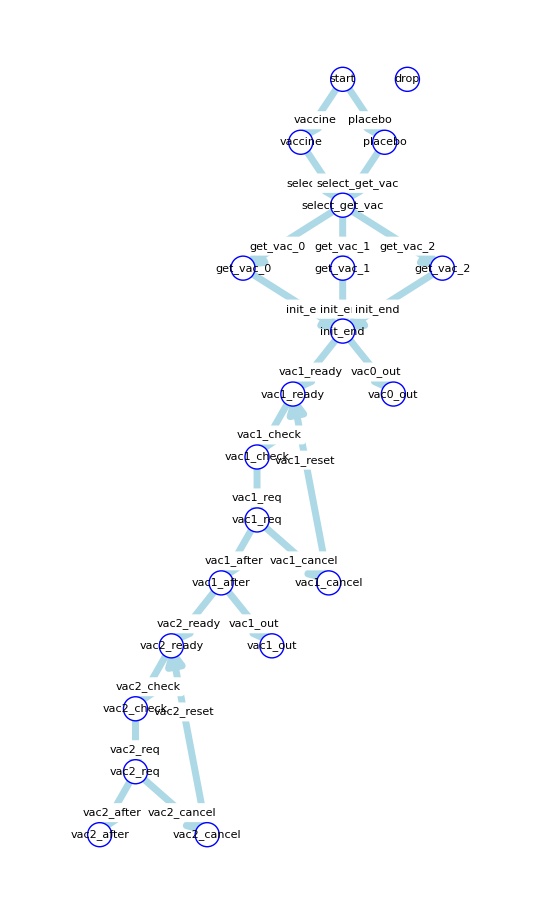 start
drop
vaccine
placebo
vaccine
placebo
selec
select_get_vac
select_get_vac
get_vac_0
get_vac_1
get_vac_2
get_vac_0
get_vac_1
get_vac_2
init_e
init_e
init_end
init_end
vac1_ready
vac0_out
vac1_ready
vac0_out
vac1_check
vac1_check
vac1_reset
vac1_req
vac1_req
vac1_after
vac1_cancel
vac1_after
vac1_cancel
vac2_ready
vac1_out
vac2_ready
vac1_out
vac2_check
vac2_check
vac2_reset
vac2_req
vac2_req
vac2_after
vac2_cancel
vac2_after
vac2_cancel